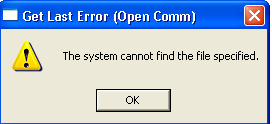 Get Last Error (Open Comm)
The system cannot find the file specified.
OK